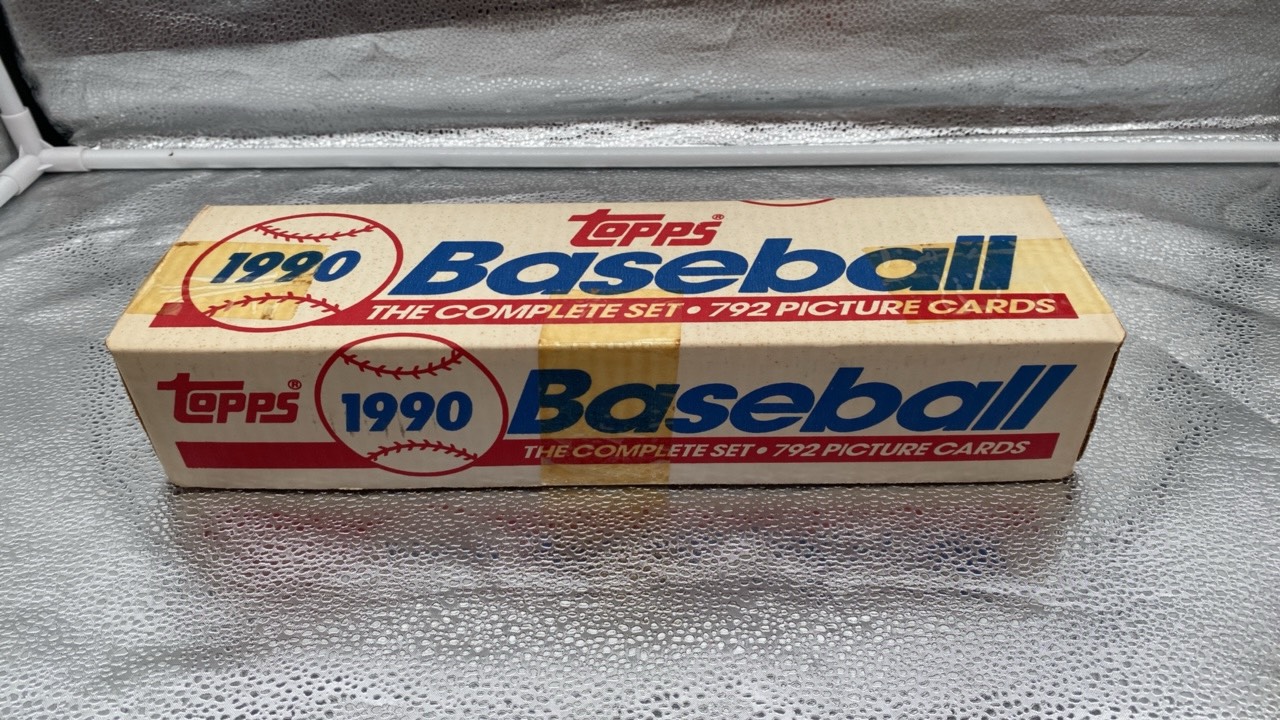 topps®
1990 Baseball
THE COMPLETE SET • 792 PICTURE CARDS
topps® 1990 Baseball
THE COMPLETE SET • 792 PICTURE CARDS